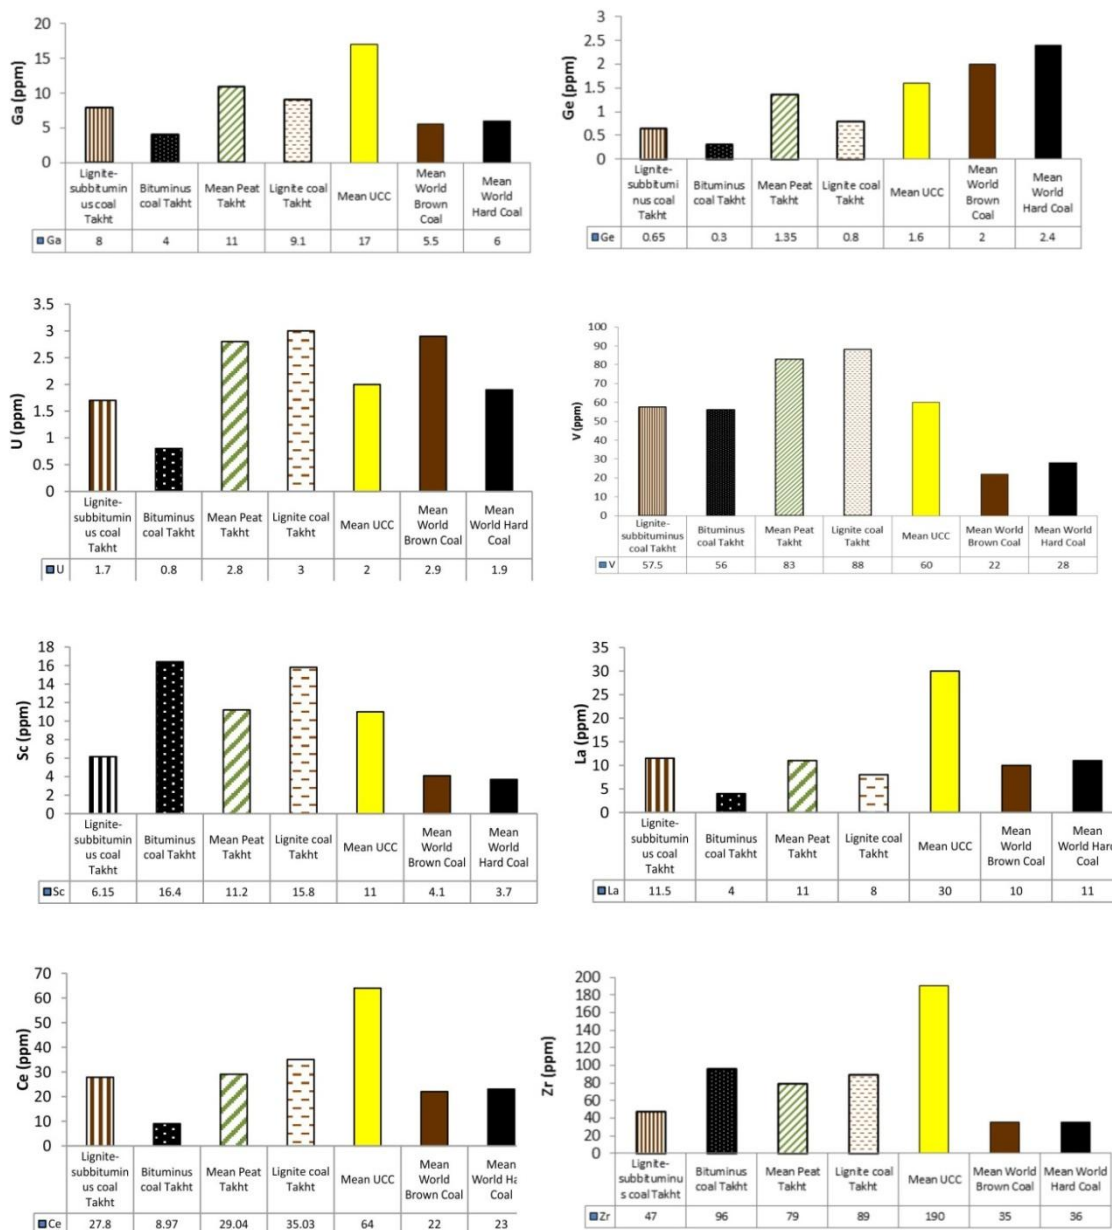 Ga (ppm)
20
15
10
5
0
Lignite-
subbitumin
us coal
Takht
Bituminus
coal Takht
Mean Peat
Takht
Lignite coal
Takht
Mean UCC
Mean
World
Brown
Coal
Mean
World
Hard Coal
Ga 8 4 11 9.1 17 5.5 6
Ge (ppm)
3
2.5
2
1.5
1
0.5
0
Lignite-
subbitumi
nus coal
Takht
Bituminus
coal Takht
Mean Peat
Takht
Lignite coal
Takht
Mean UCC
Mean
World
Brown
Coal
Mean
World
Hard Coal
Ge 0.65 0.3 1.35 0.8 1.6 2 2.4
U (ppm)
3.5
3
2.5
2
1.5
1
0.5
0
Lignite-
subbitumin
us coal
Takht
Bituminus
coal Takht
Mean Peat
Takht
Lignite coal
Takht
Mean UCC
Mean
World
Brown Coal
Mean
World Hard
Coal
U 1.7 0.8 2.8 3 2 2.9 1.9
V (ppm)
100
90
80
70
60
50
40
30
20
10
0
Lignite-
subbituminus
coal Takht
Bituminus
coal Takht
Mean Peat
Takht
Lignite coal
Takht
Mean UCC
Mean World
Brown Coal
Mean World
Hard Coal
V 57.5 56 83 88 60 22 28
Sc (ppm)
18
16
14
12
10
8
6
4
2
0
Lignite-
subbitumin
us coal
Takht
Bituminus
coal Takht
Mean Peat
Takht
Lignite coal
Takht
Mean UCC
Mean
World
Brown Coal
Mean
World
Hard Coal
Sc 6.15 16.4 11.2 15.8 11 4.1 3.7
La (ppm)
35
30
25
20
15
10
5
0
Lignite-
subbitumin
us coal
Takht
Bituminus
coal Takht
Mean Peat
Takht
Lignite coal
Takht
Mean UCC
Mean
World
Brown Coal
Mean
World Hard
Coal
La 11.5 4 11 8 30 10 11
Ce (ppm)
70
60
50
40
30
20
10
0
Lignite-
subbitumin
us coal
Takht
Bituminus
coal Takht
Mean Peat
Takht
Lignite coal
Takht
Mean UCC
Mean
World
Brown Coal
Mean
World Ha
Coal
Ce 27.8 8.97 29.04 35.03 64 22 23
Zr (ppm)
200
180
160
140
120
100
80
60
40
20
0
Lignite-
subbituminu
s coal Takht
Bituminus
coal Takht
Mean Peat
Takht
Lignite coal
Takht
Mean UCC
Mean World
Brown Coal
Mean World
Hard Coal
Zr 47 96 79 89 190 35 36